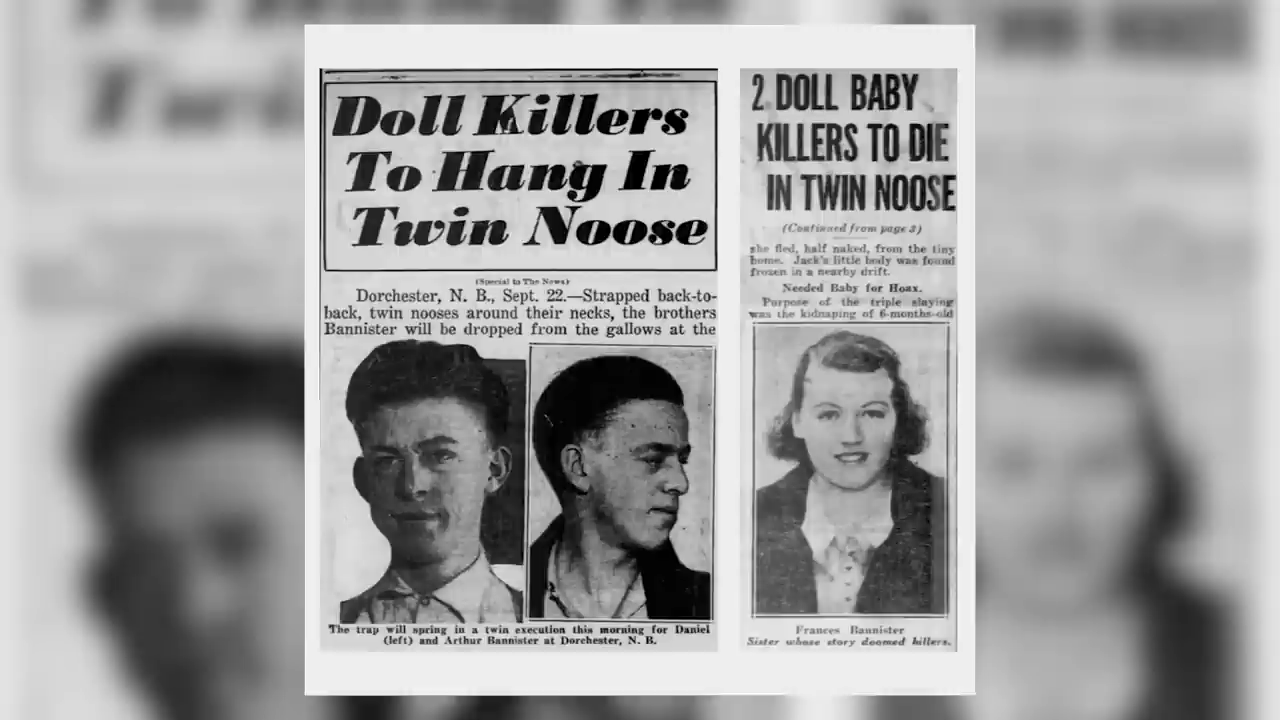 Doll Killers
To Hang In
Twin Noose
(Special to The News)
Dorchester, N. B., Sept. 22.—Strapped back-to-
back, twin nooses around their necks, the brothers
Bannister will be dropped from the gallows at the
The trap will spring in a twin execution this morning for Daniel
(left) and Arthur Bannister at Dorchester, N. B.
2 DOLL BABY
KILLERS TO DIE
IN TWIN NOOSE
(Continued from page 3)
she fled, half naked, from the tiny
home. Jack's little body was found
frozen in a nearby drift.
Needed Baby for Hoax.
Purpose of the triple slaying
was the kidnaping of 6-months-old
Frances Bannister
Sister whose story doomed killers.